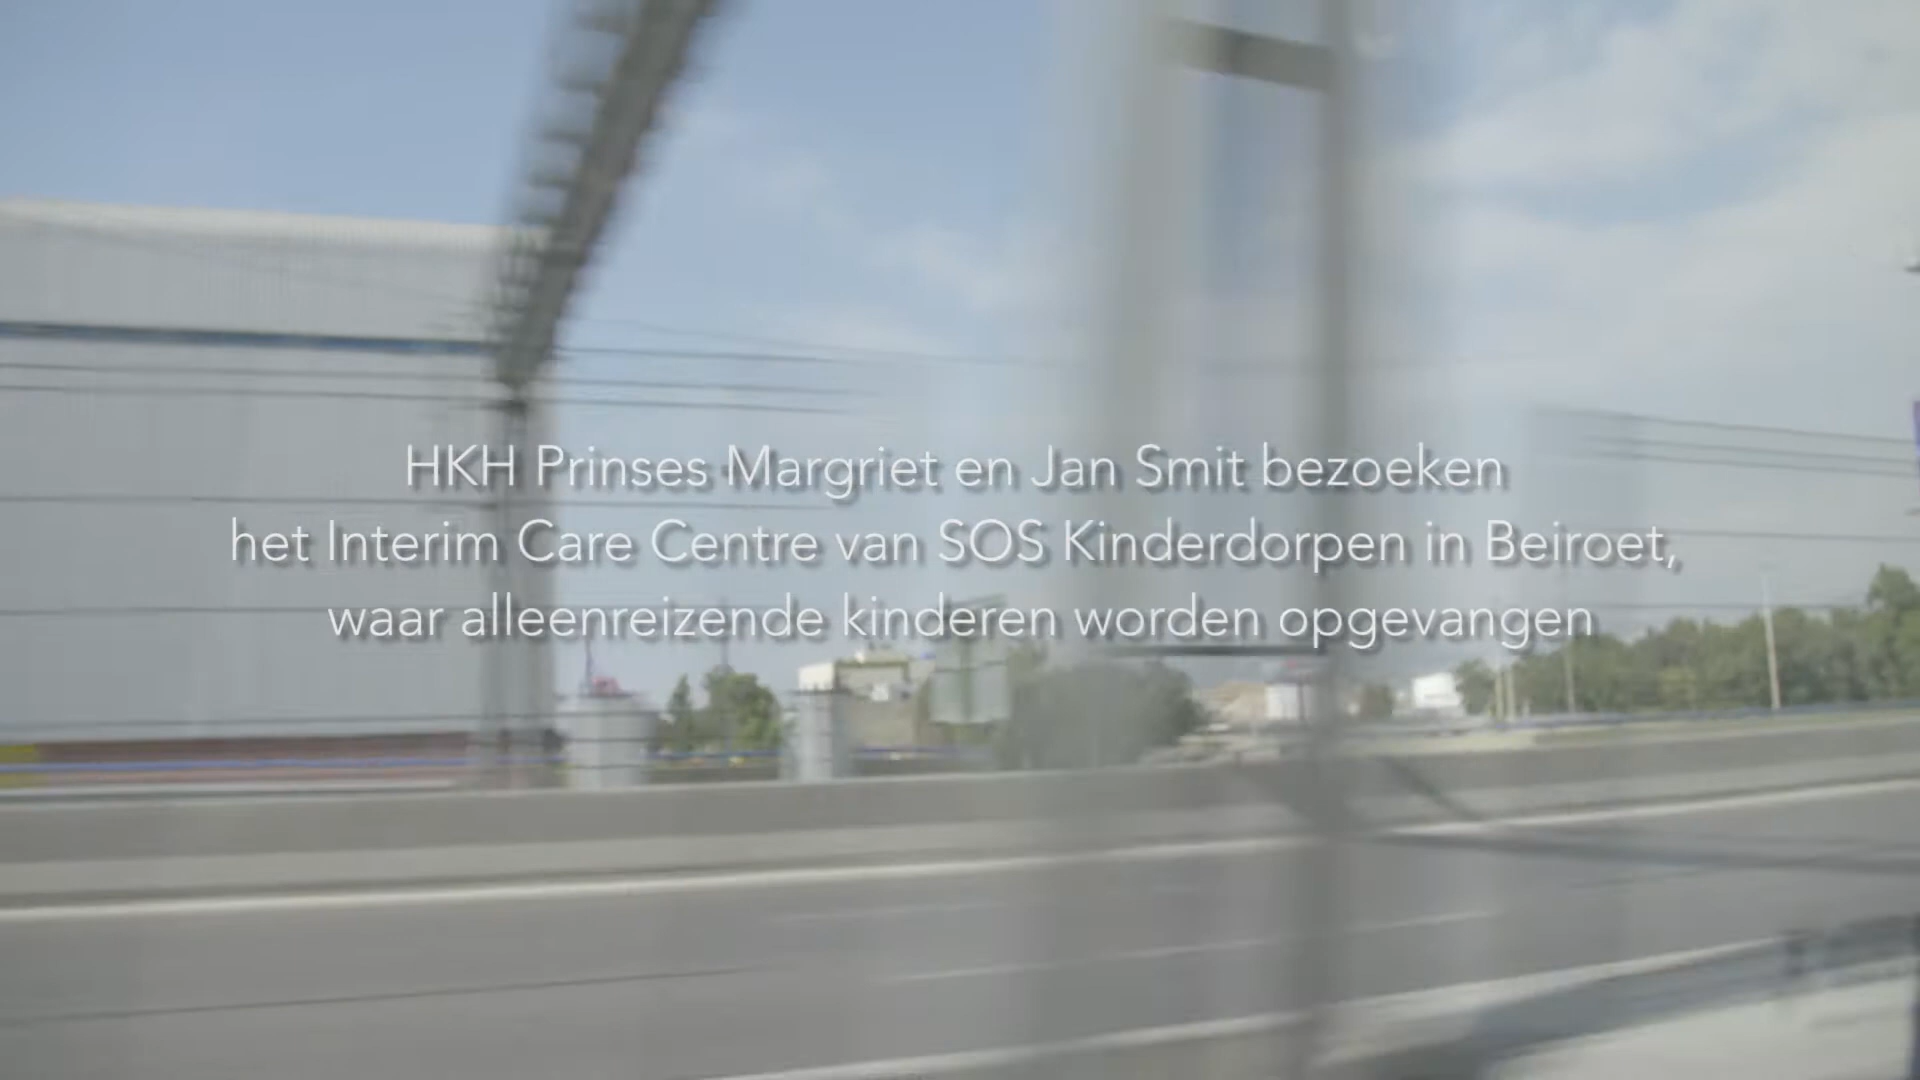 HKH Prinses Margriet en Jan Smit bezoeken
het Interim Care Centre van SOS Kinderdorpen in Beiroet,
waar alleenreizende kinderen worden opgevangen